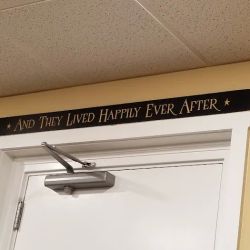 ★ And They Lived Happily Ever After ★